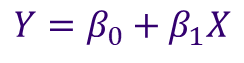 Y = β₀ + β₁X